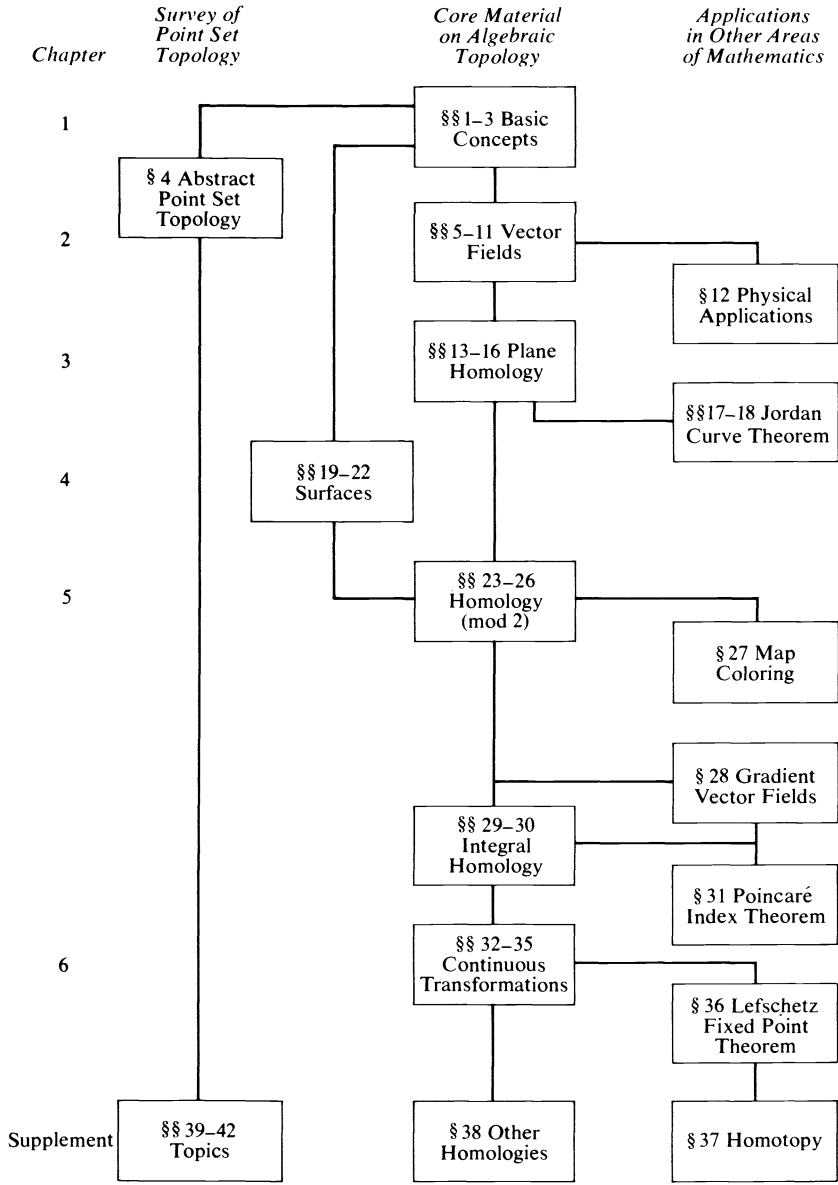 Chapter
Survey of
Point Set
Topology
Core Material
on Algebraic
Topology
Applications
in Other Areas
of Mathematics
1
§§ 1–3 Basic
Concepts
§ 4 Abstract
Point Set
Topology
2
§§ 5–11 Vector
Fields
§ 12 Physical
Applications
3
§§ 13–16 Plane
Homology
§§ 17–18 Jordan
Curve Theorem
4
§§ 19–22
Surfaces
5
§§ 23–26
Homology
(mod 2)
§ 27 Map
Coloring
§ 28 Gradient
Vector Fields
§§ 29–30
Integral
Homology
§ 31 Poincaré
Index Theorem
6
§§ 32–35
Continuous
Transformations
§ 36 Lefschetz
Fixed Point
Theorem
Supplement
§§ 39–42
Topics
§ 38 Other
Homologies
§ 37 Homotopy